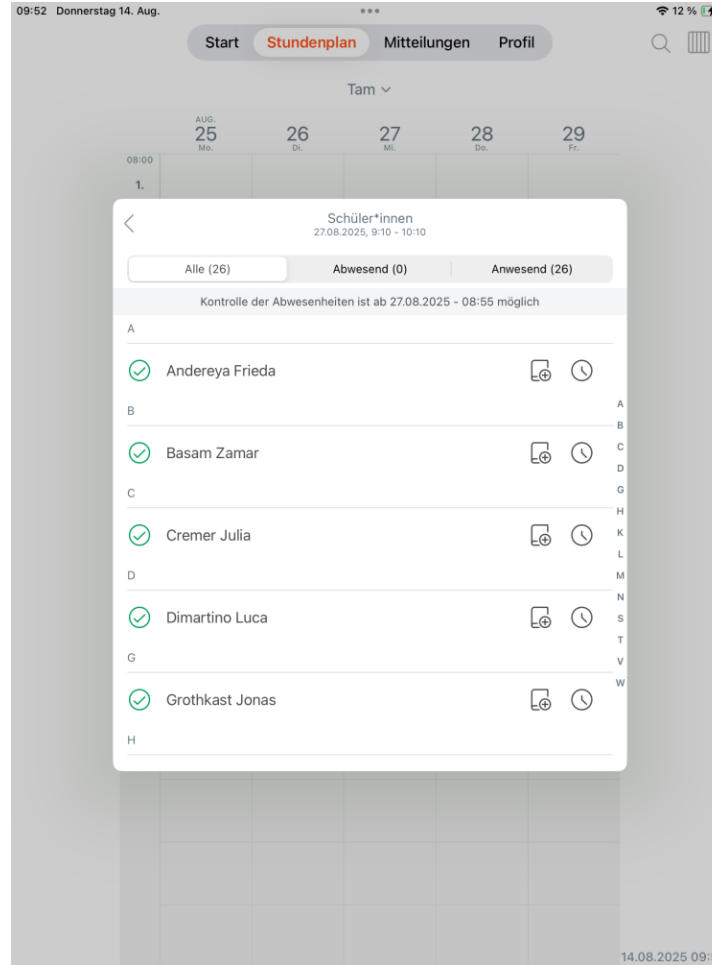 09:52 Donnerstag 14. Aug.
12 %
Start Stundenplan Mitteilungen Profil
Tam
AUG.
25 26 27 28 29
Mo. Di. Mi. Do. Fr.
08:00
1.
Schüler*innen
27.08.2025, 9:10 - 10:10
Alle (26) Abwesend (0) Anwesend (26)
Kontrolle der Abwesenheiten ist ab 27.08.2025 - 08:55 möglich
A
Andereya Frieda
B
Basam Zamar
C
Cremer Julia
D
Dimartino Luca
G
Grothkast Jonas
H
A
B
C
D
G
H
K
L
M
N
S
T
V
W
14.08.2025 09: